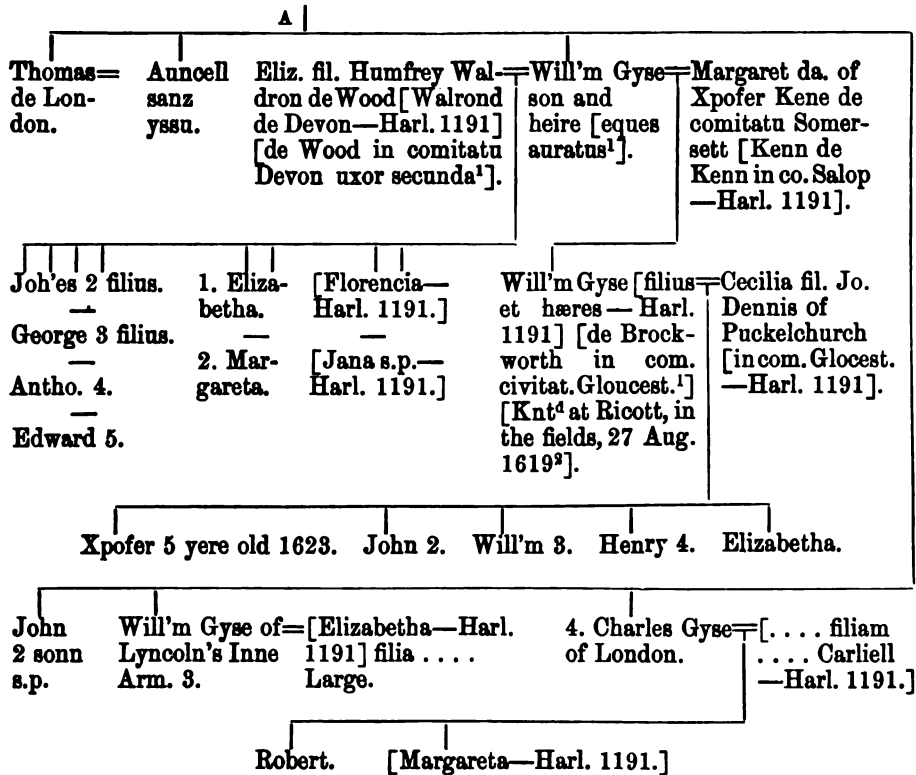 A
Thomas=
de Lon-
don.
Auncell
sanz
yssu.
Eliz. fil. Humfrey Wal-=
dron de Wood [Walrond
de Devon—Harl. 1191]
[de Wood in comitatu
Devon uxor secunda¹].
Will'm Gyse=
son and
heire [eques
auratus¹].
Margaret da. of
Xpofer Kene de
comitatu Somer-
sett [Kenn de
Kenn in co. Salop
—Harl. 1191].
Joh'es 2 filius.
—
George 3 filius.
—
Antho. 4.
—
Edward 5.
1. Eliza-
betha.
—
2. Mar-
gareta.
[Florencia—
Harl. 1191.]
—
[Jana s.p.—
Harl. 1191.]
Will'm Gyse [filius=
et hæres — Harl.
1191] [de Brock-
worth in com.
civitat. Gloucest.¹]
[Kntᵈ at Ricott, in
the fields, 27 Aug.
1619²].
Cecilia fil. Jo.
Dennis of
Puckelchurch
[in com. Glocest.
—Harl. 1191].
Xpofer 5 yere old 1623. John 2. Will'm 3. Henry 4. Elizabetha.
John
2 sonn
s.p.
Will'm Gyse of=
Lyncoln's Inne
Arm. 3.
[Elizabetha—Harl.
1191] filia . . . .
Large.
4. Charles Gyse=
of London.
[. . . . filiam
. . . . Carliell
—Harl. 1191.]
Robert. [Margareta—Harl. 1191.]